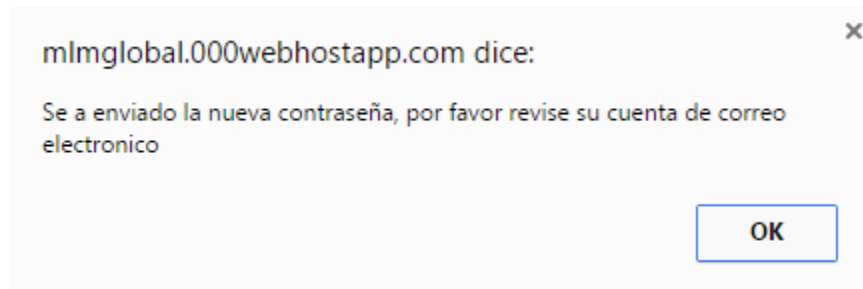 mlmglobal.000webhostapp.com dice:
Se a enviado la nueva contraseña, por favor revise su cuenta de correo
electronico
OK